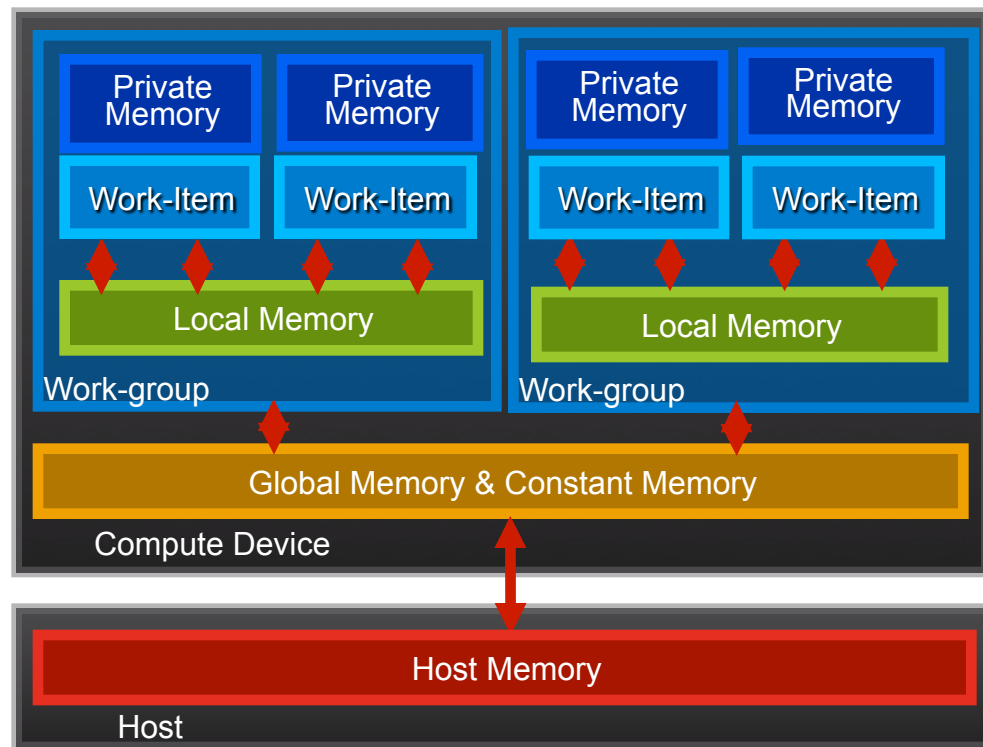 Private
Memory
Private
Memory
Private
Memory
Private
Memory
Work-Item
Work-Item
Work-Item
Work-Item
Local Memory
Local Memory
Work-group
Work-group
Global Memory & Constant Memory
Compute Device
Host Memory
Host